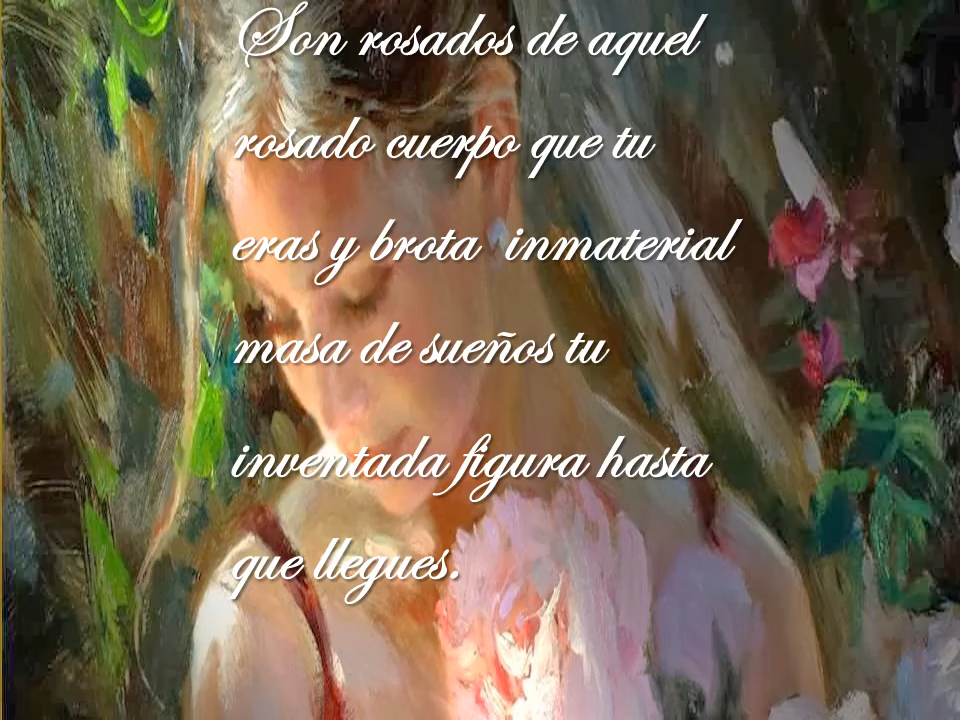 Son rosados de aquel
rosado cuerpo que tu
eras y brota  inmaterial
masa de sueños tu
inventada figura hasta
que llegues.